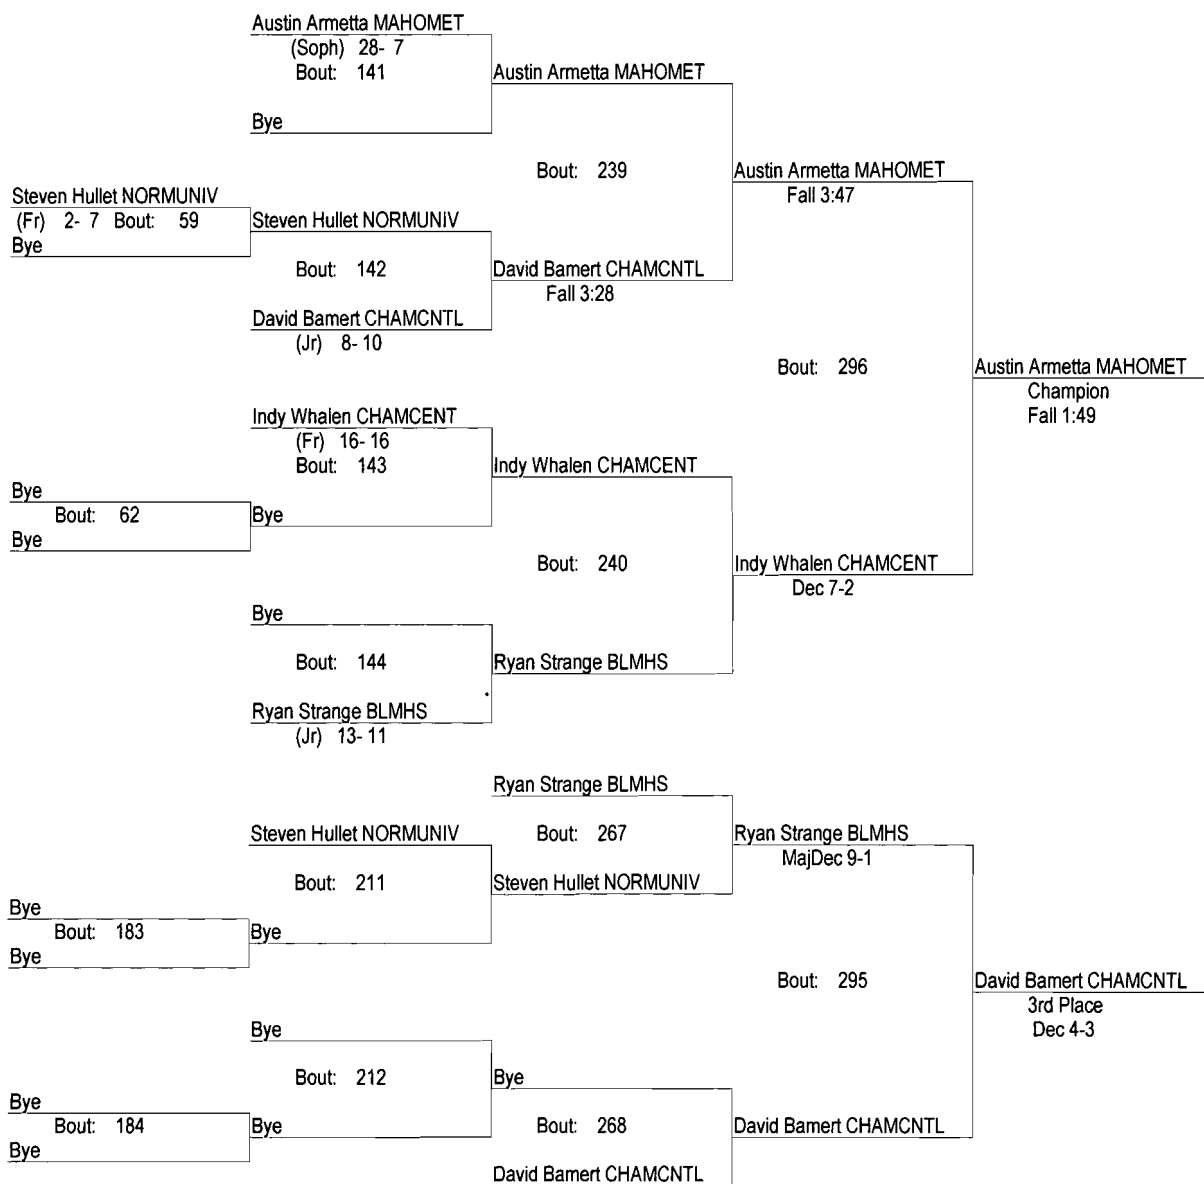 Austin Armetta MAHOMET
(Soph) 28- 7
Bout: 141
Austin Armetta MAHOMET
Bye
Bout: 239
Austin Armetta MAHOMET
Fall 3:47
Steven Hullet NORMUNIV
(Fr) 2- 7 Bout: 59
Bye
Steven Hullet NORMUNIV
Bout: 142
David Bamert CHAMCNTL
Fall 3:28
David Bamert CHAMCNTL
(Jr) 8- 10
Bout: 296
Austin Armetta MAHOMET
Champion
Fall 1:49
Indy Whalen CHAMCENT
(Fr) 16- 16
Bout: 143
Indy Whalen CHAMCENT
Bye
Bout: 62
Bye
Bye
Bout: 240
Indy Whalen CHAMCENT
Dec 7-2
Bye
Bout: 144
Ryan Strange BLMHS
Ryan Strange BLMHS
(Jr) 13- 11
Ryan Strange BLMHS
Bout: 267
Ryan Strange BLMHS
MajDec 9-1
Steven Hullet NORMUNIV
Bout: 211
Steven Hullet NORMUNIV
Bye
Bout: 183
Bye
Bye
Bout: 295
David Bamert CHAMCNTL
3rd Place
Dec 4-3
Bye
Bout: 212
Bye
Bye
Bout: 184
Bye
Bye
Bout: 268
David Bamert CHAMCNTL
David Bamert CHAMCNTL